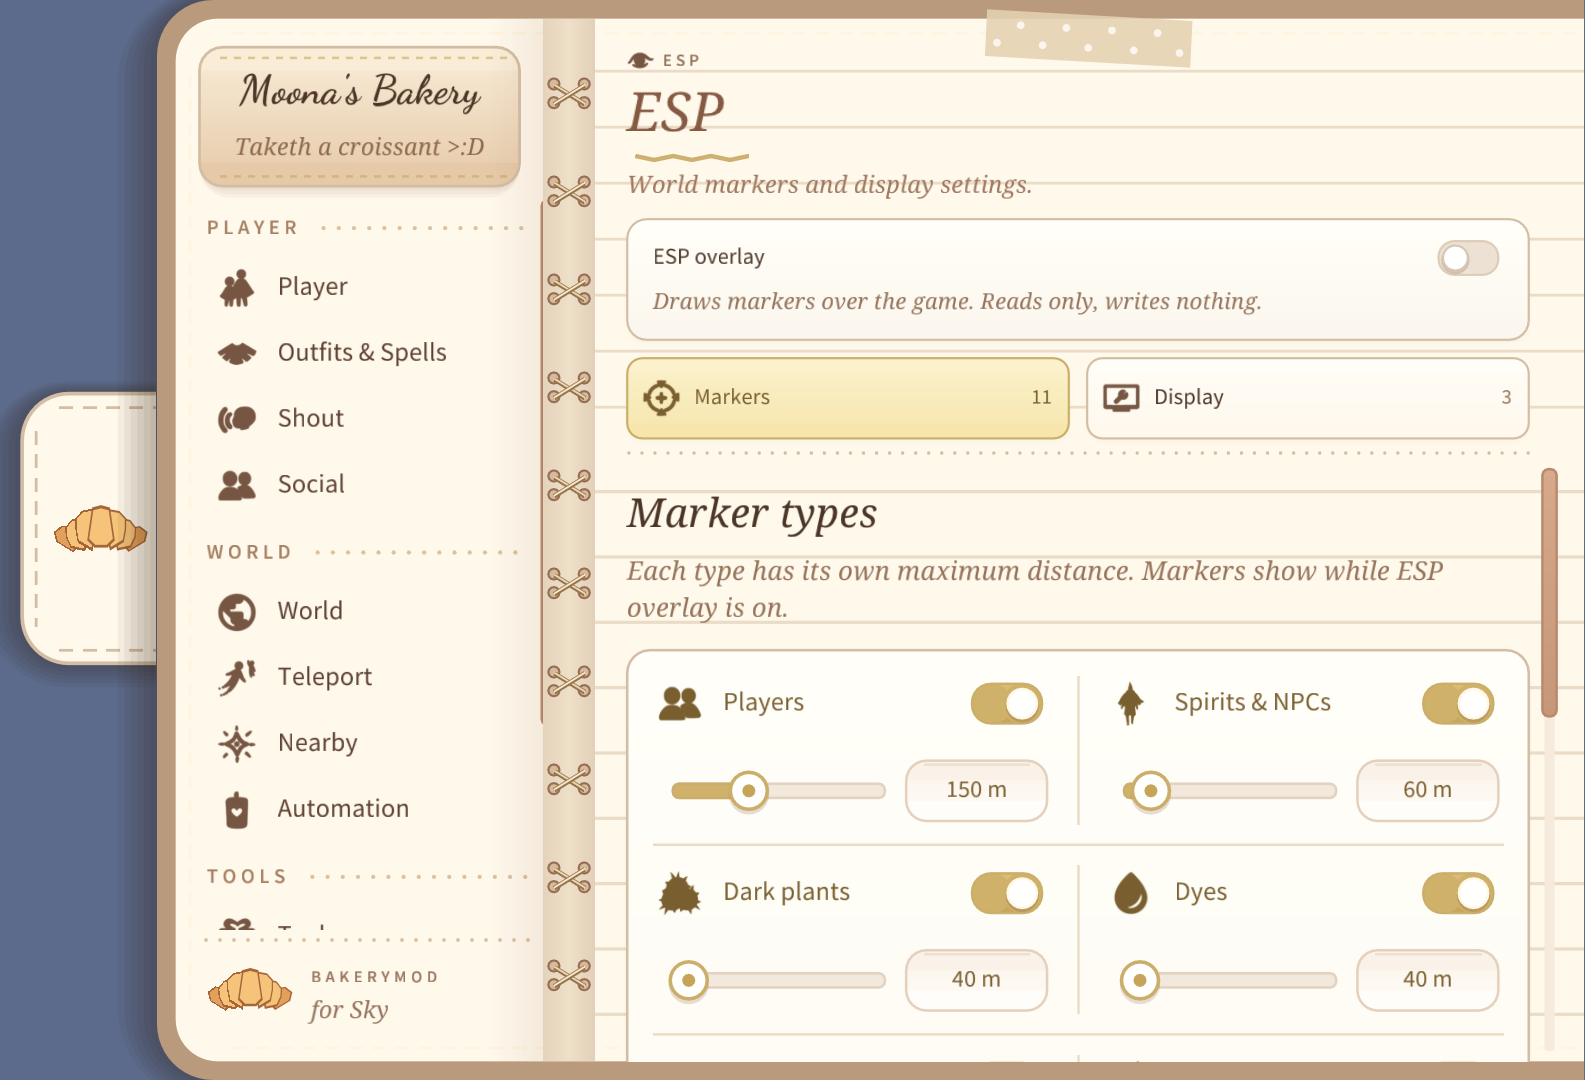 Moona's Bakery
Taketh a croissant >:D
PLAYER
Player
Outfits & Spells
Shout
Social
WORLD
World
Teleport
Nearby
Automation
TOOLS
BAKERYMOD
for Sky
ESP
ESP
World markers and display settings.
ESP overlay
Draws markers over the game. Reads only, writes nothing.
Markers 11
Display 3
Marker types
Each type has its own maximum distance. Markers show while ESP
overlay is on.
Players
Spirits & NPCs
150 m
60 m
Dark plants
Dyes
40 m
40 m